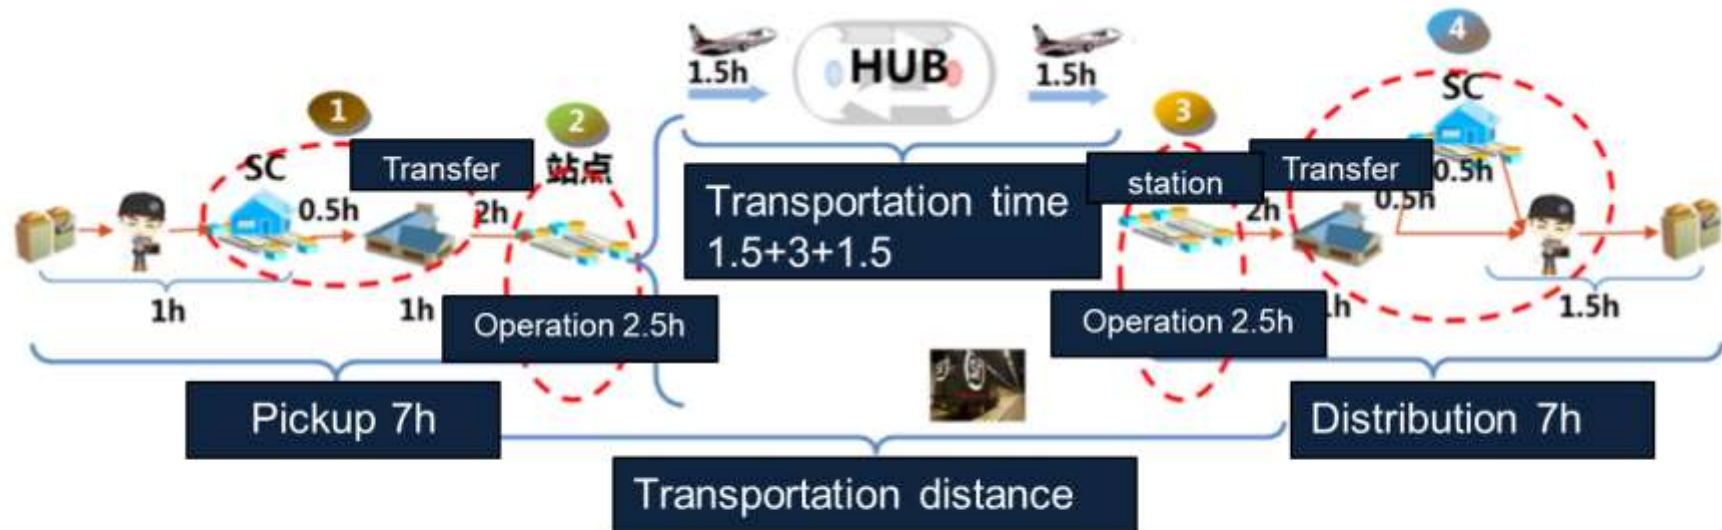 1.5h
HUB
1.5h
4
SC
1
2
3
SC
Transfer
站点
station
Transfer
0.5h
0.5h
2h
2h
0.5h
Transportation time
1.5+3+1.5
1h
1h
Operation 2.5h
Operation 2.5h
1h
1.5h
Pickup 7h
Distribution 7h
Transportation distance